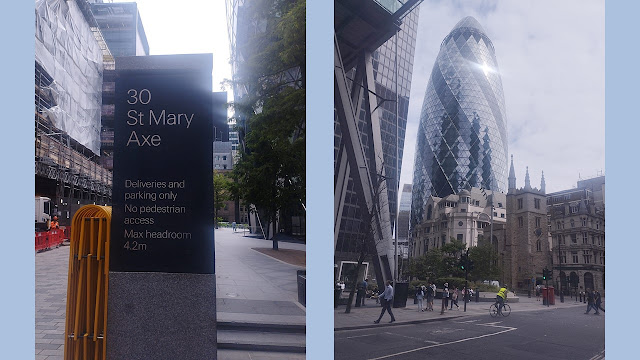 30
St Mary
Axe
Deliveries and
parking only
No pedestrian
access
Max headroom
4.2m